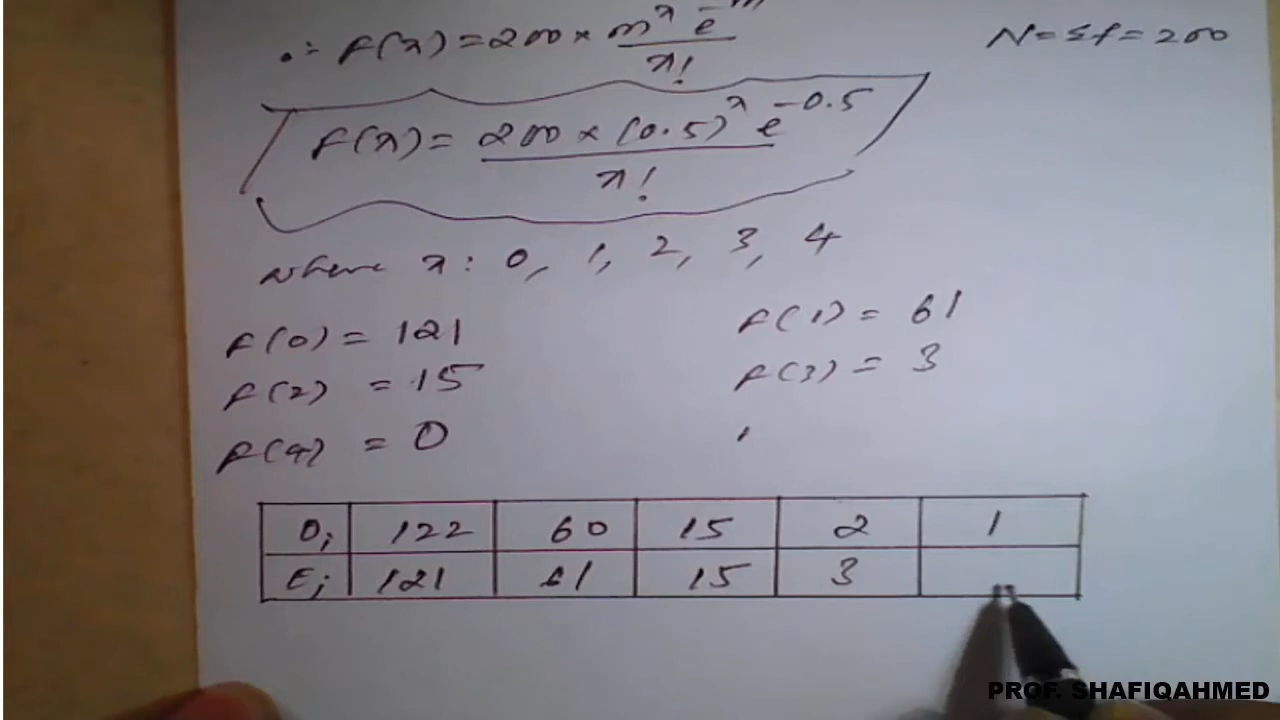 ∴ F(x) = 200 × m^x e^-m / x!
N = Σf = 200
F(x) = 200 × (0.5)^x e^-0.5 / x!
where x : 0, 1, 2, 3, 4
F(0) = 121 F(1) = 61
F(2) = 15 F(3) = 3
F(4) = 0
Oi 122 60 15 2 1
Ei 121 61 15 3
PROF. SHAFIQAHMED